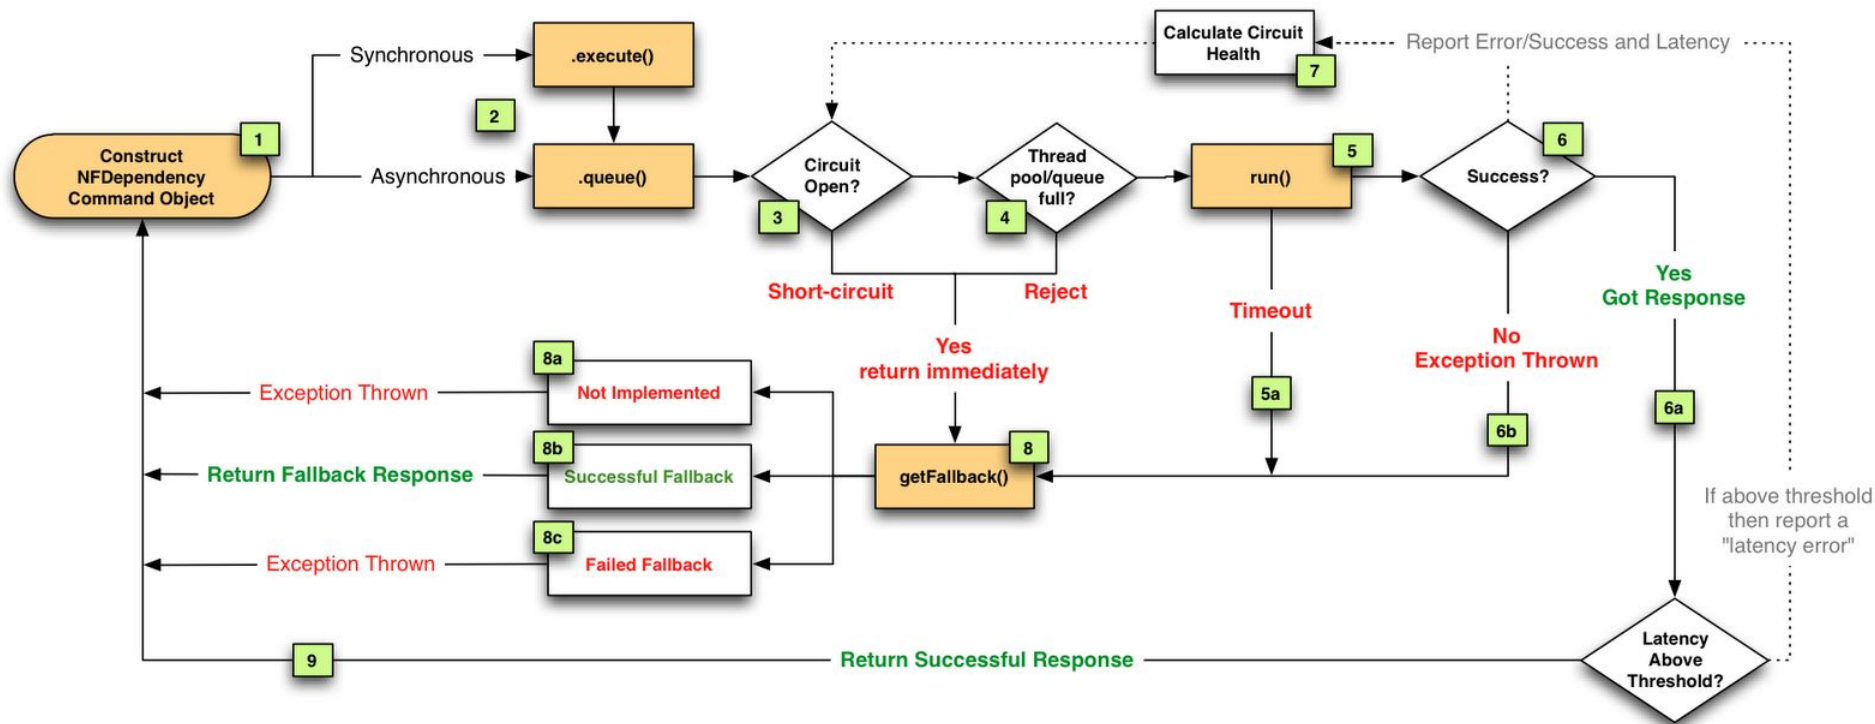 Calculate Circuit
Health
7
Report Error/Success and Latency
Synchronous
.execute()
2
1
Construct
NFDependency
Command Object
Asynchronous
.queue()
Circuit
Open?
3
Thread
pool/queue
full?
4
5
run()
6
Success?
Short-circuit
Reject
Yes
return immediately
Timeout
5a
No
Exception Thrown
6b
Yes
Got Response
6a
8a
Not Implemented
Exception Thrown
8b
Successful Fallback
Return Fallback Response
8c
Failed Fallback
Exception Thrown
8
getFallback()
If above threshold
then report a
"latency error"
Latency
Above
Threshold?
Return Successful Response
9